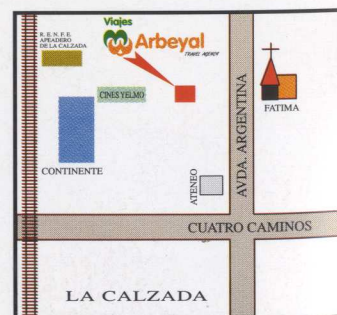 Viajes
Arbeyal
TRAVEL AGENCY
R. E. N. F. E.
APEADERO
DE LA CALZADA
CINES YELMO
CONTINENTE
FATIMA
AVDA. ARGENTINA
ATENEO
CUATRO CAMINOS
LA CALZADA